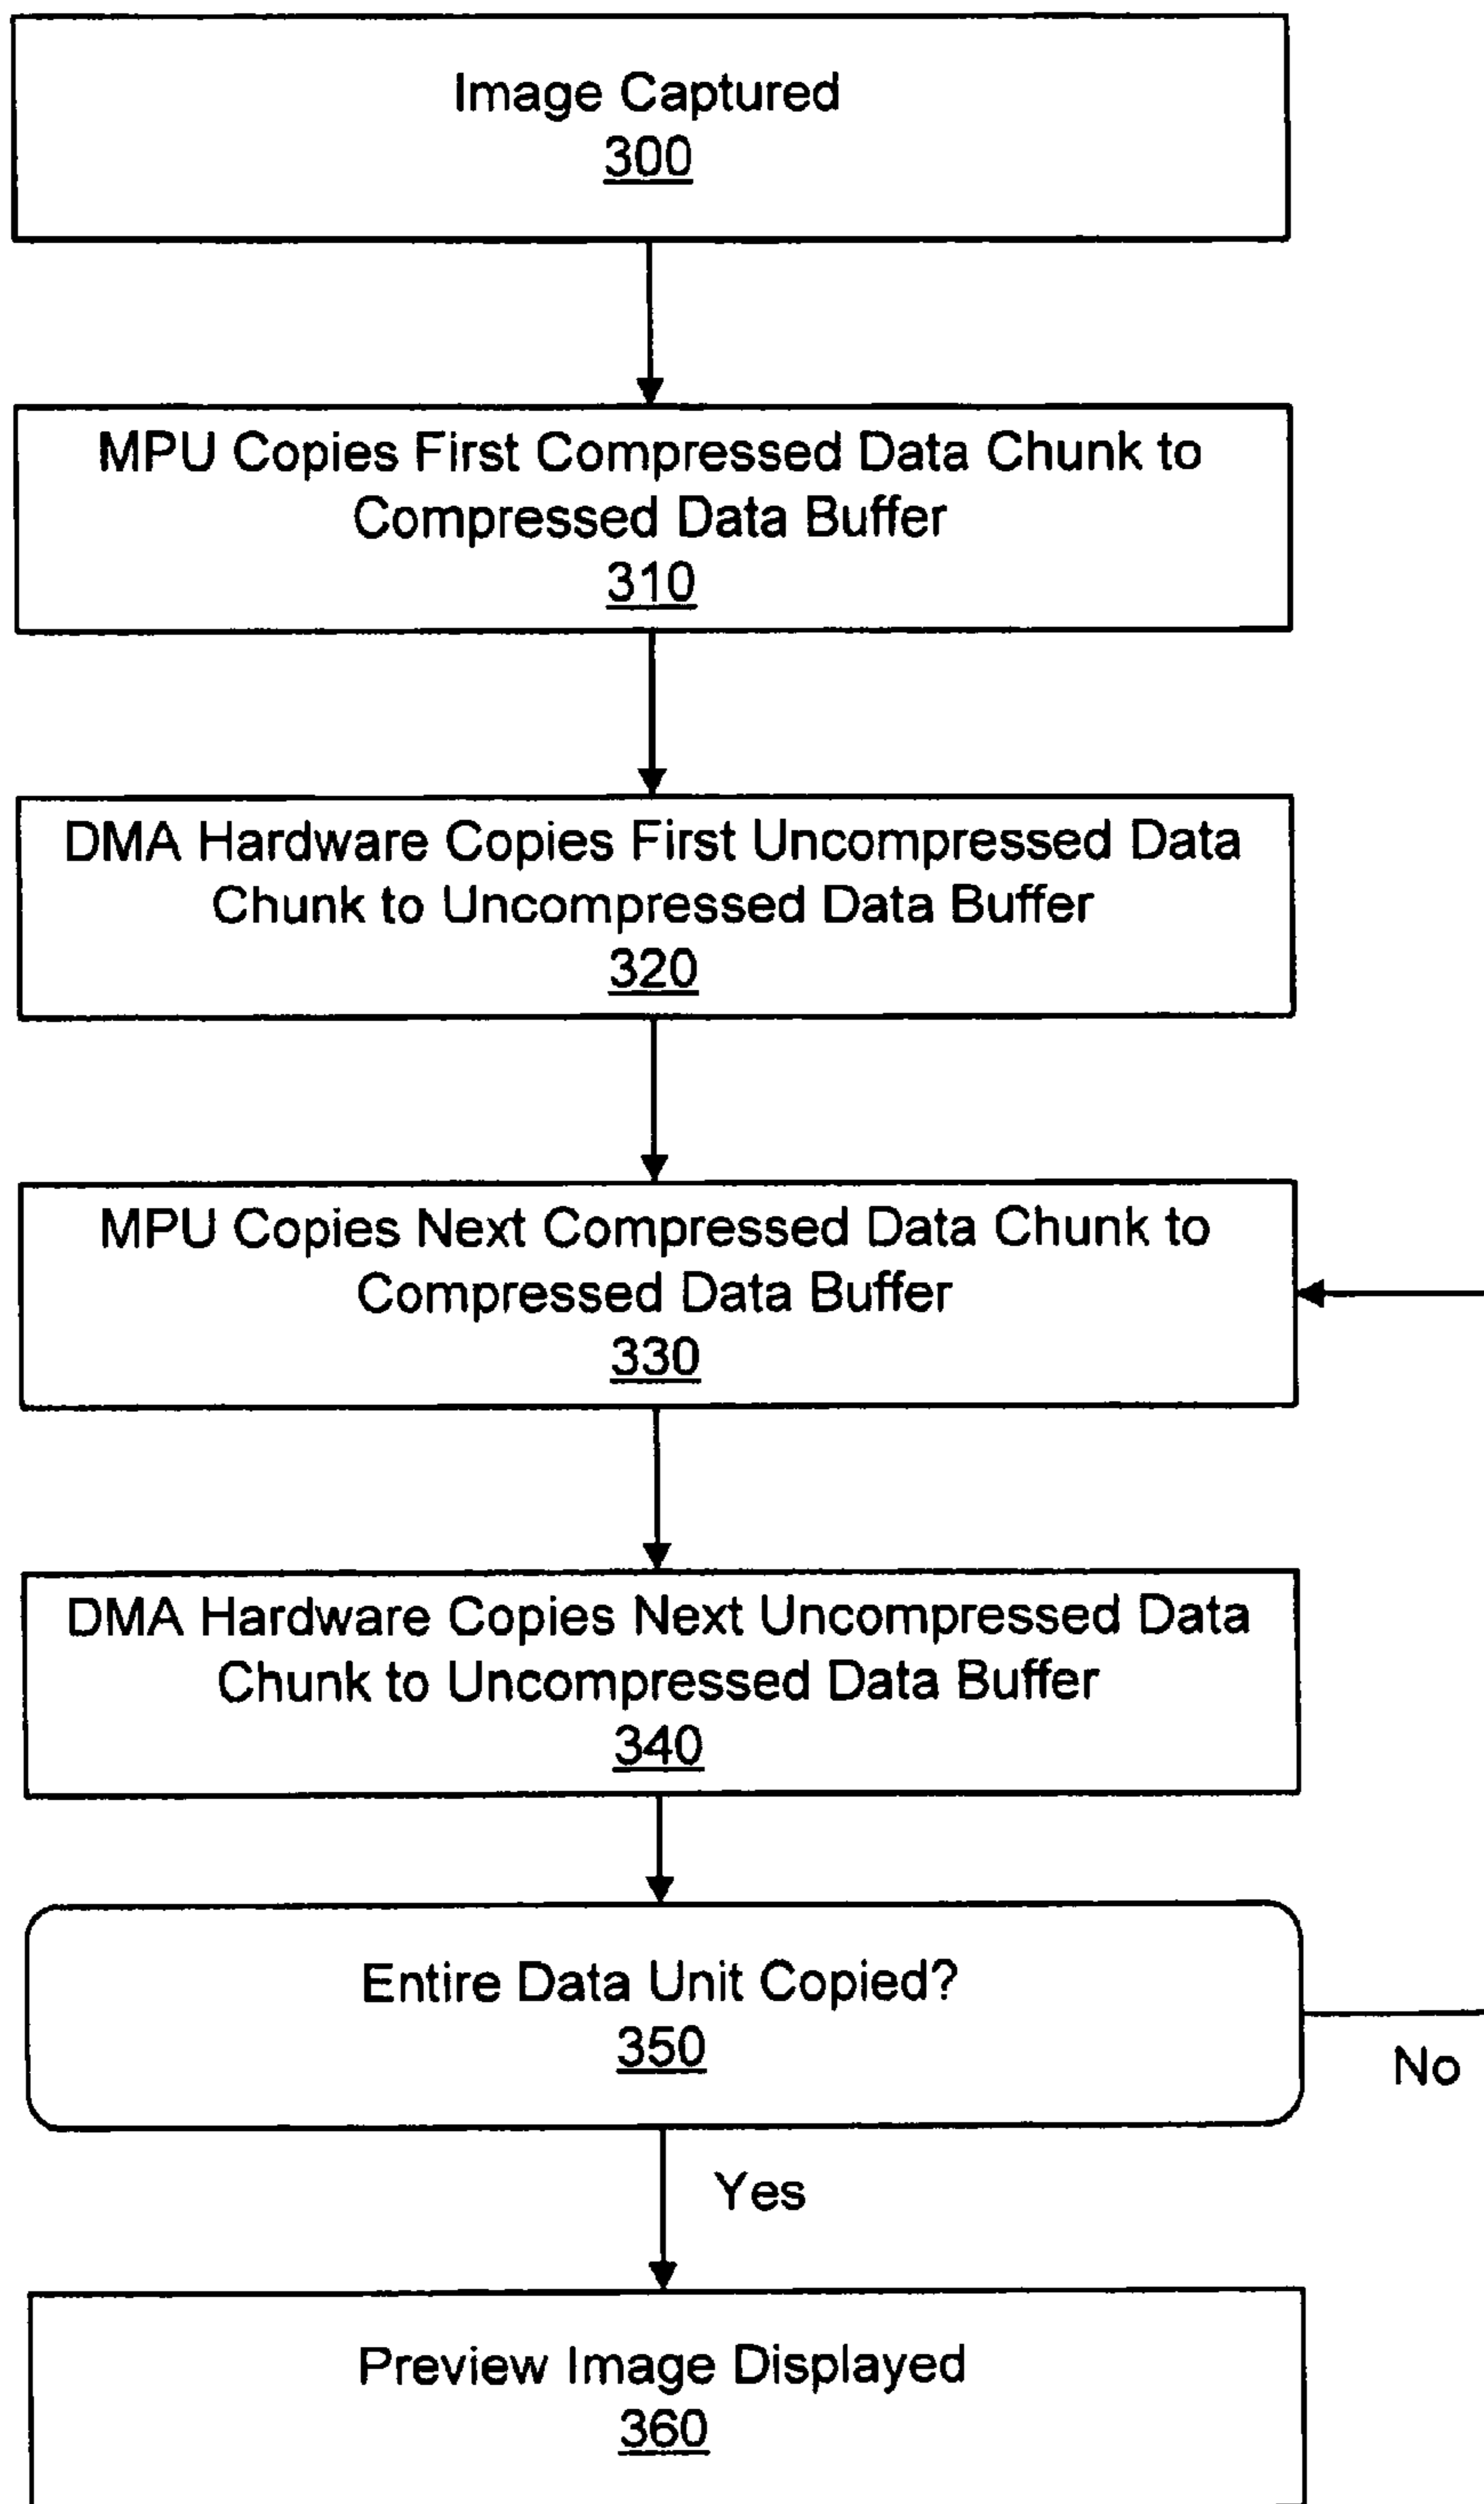 Image Captured
300
MPU Copies First Compressed Data Chunk to
Compressed Data Buffer
310
DMA Hardware Copies First Uncompressed Data
Chunk to Uncompressed Data Buffer
320
MPU Copies Next Compressed Data Chunk to
Compressed Data Buffer
330
DMA Hardware Copies Next Uncompressed Data
Chunk to Uncompressed Data Buffer
340
Entire Data Unit Copied?
350
No
Yes
Preview Image Displayed
360